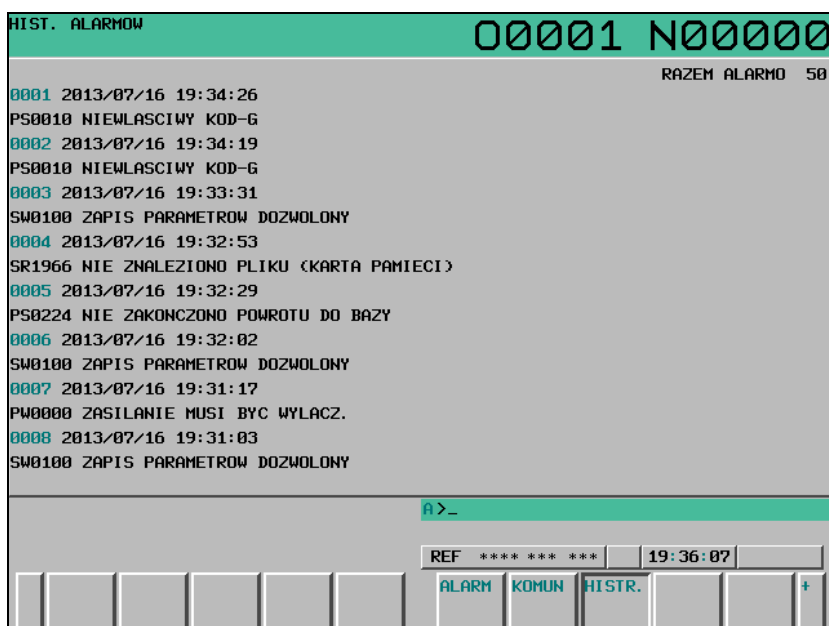 HIST. ALARMOW
O0001 N00000
RAZEM ALARMO 50
0001 2013/07/16 19:34:26
PS0010 NIEWLASCIWY KOD-G
0002 2013/07/16 19:34:19
PS0010 NIEWLASCIWY KOD-G
0003 2013/07/16 19:33:31
SW0100 ZAPIS PARAMETROW DOZWOLONY
0004 2013/07/16 19:32:53
SR1966 NIE ZNALEZIONO PLIKU (KARTA PAMIECI)
0005 2013/07/16 19:32:29
PS0224 NIE ZAKONCZONO POWROTU DO BAZY
0006 2013/07/16 19:32:02
SW0100 ZAPIS PARAMETROW DOZWOLONY
0007 2013/07/16 19:31:17
PW0000 ZASILANIE MUSI BYC WYLACZ.
0008 2013/07/16 19:31:03
SW0100 ZAPIS PARAMETROW DOZWOLONY
A>_
REF **** *** *** 19:36:07
ALARM KOMUN HISTR. +